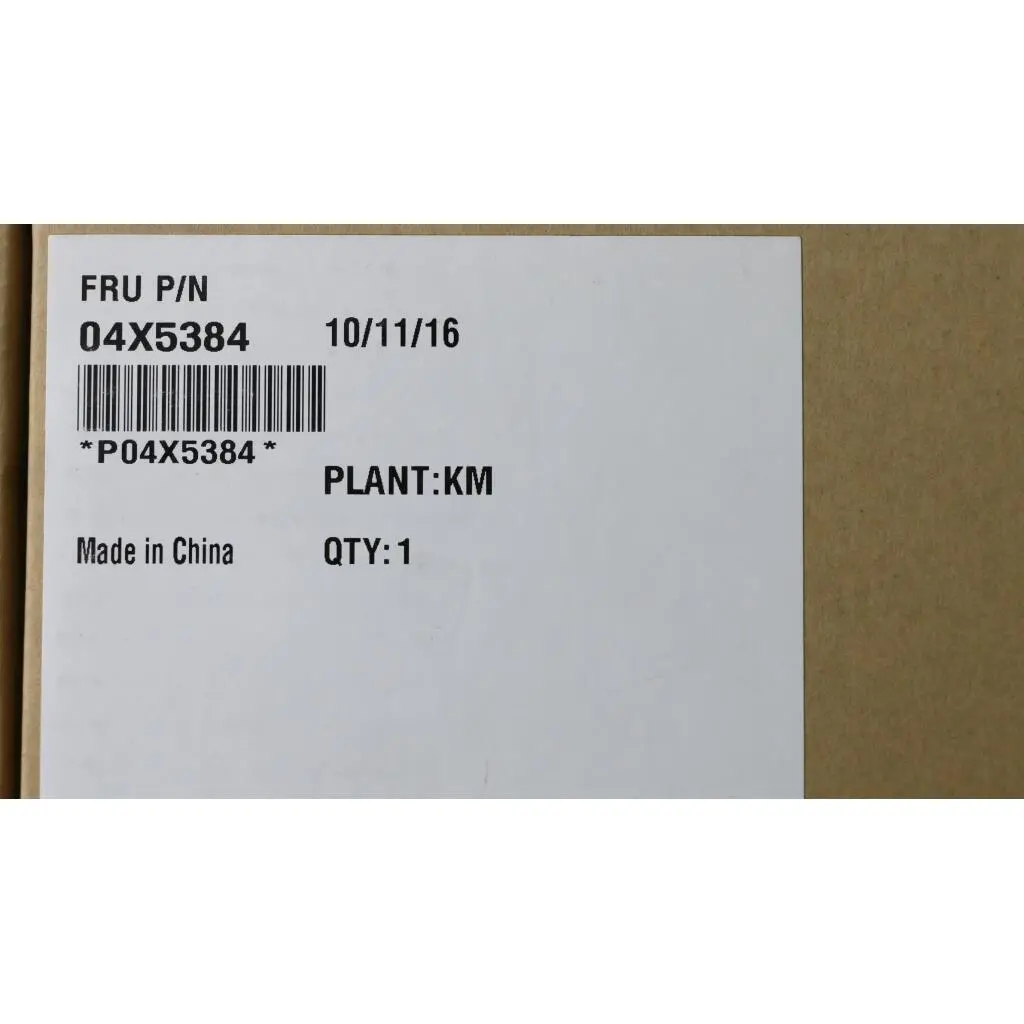 FRU P/N
04X5384 10/11/16
*P04X5384*
PLANT:KM
Made in China QTY: 1